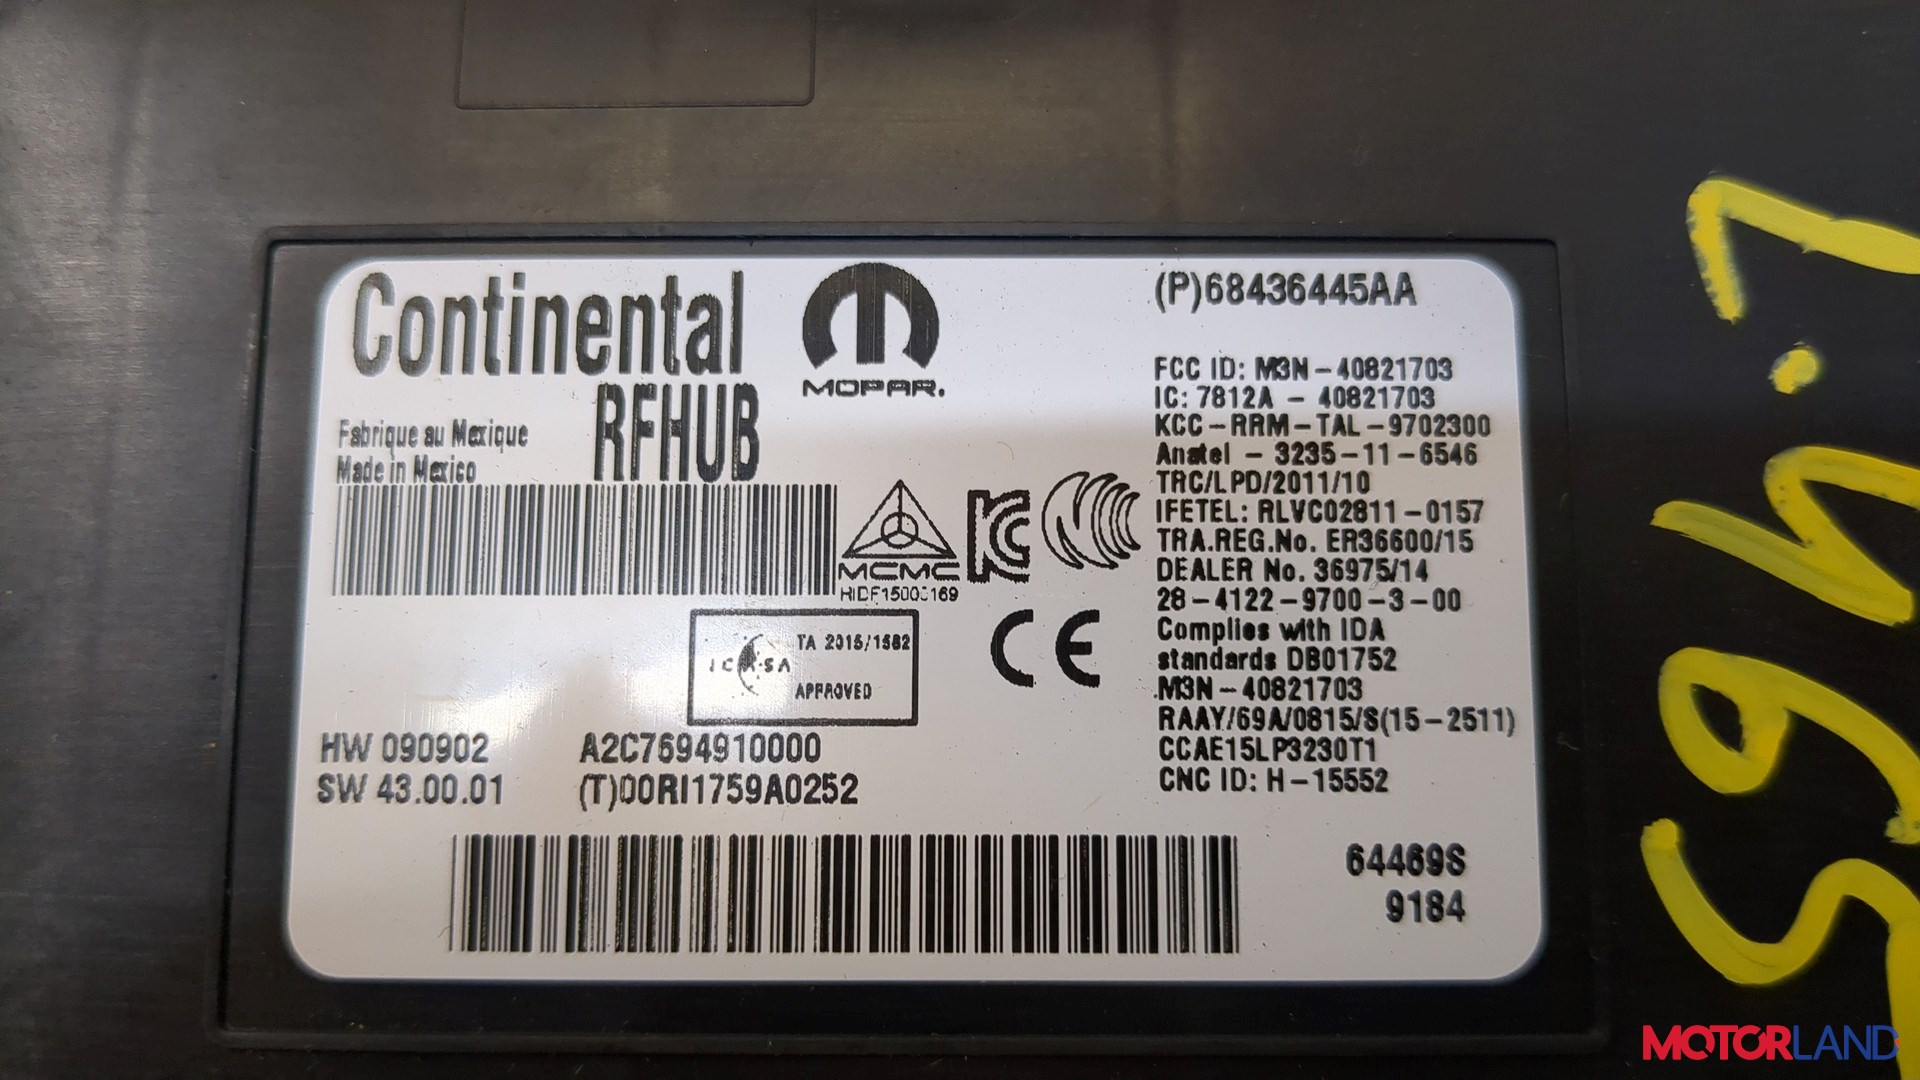 Continental
RFHUB
MOPAR.
Fabrique au Mexique
Made in Mexico
MCMC
ICASA
TA 2015/1582
APPROVED
HW 090902
SW 43.00.01
A2C7694910000
(T)00RI1759A0252
(P)68436445AA
FCC ID: M3N-40821703
IC: 7812A - 40821703
KCC-RRM-TAL-9702300
Anatel - 3235-11-6546
TRC/LPD/2011/10
IFETEL: RLVC02811-0157
TRA.REG.No. ER36600/15
DEALER No. 36975/14
28-4122-9700-3-00
Complies with IDA
standards DB01752
M3N-40821703
RAAY/69A/0815/S(15-2511)
CCAE15LP3230T1
CNC ID: H-15552
64469S
9184
MOTORLAND